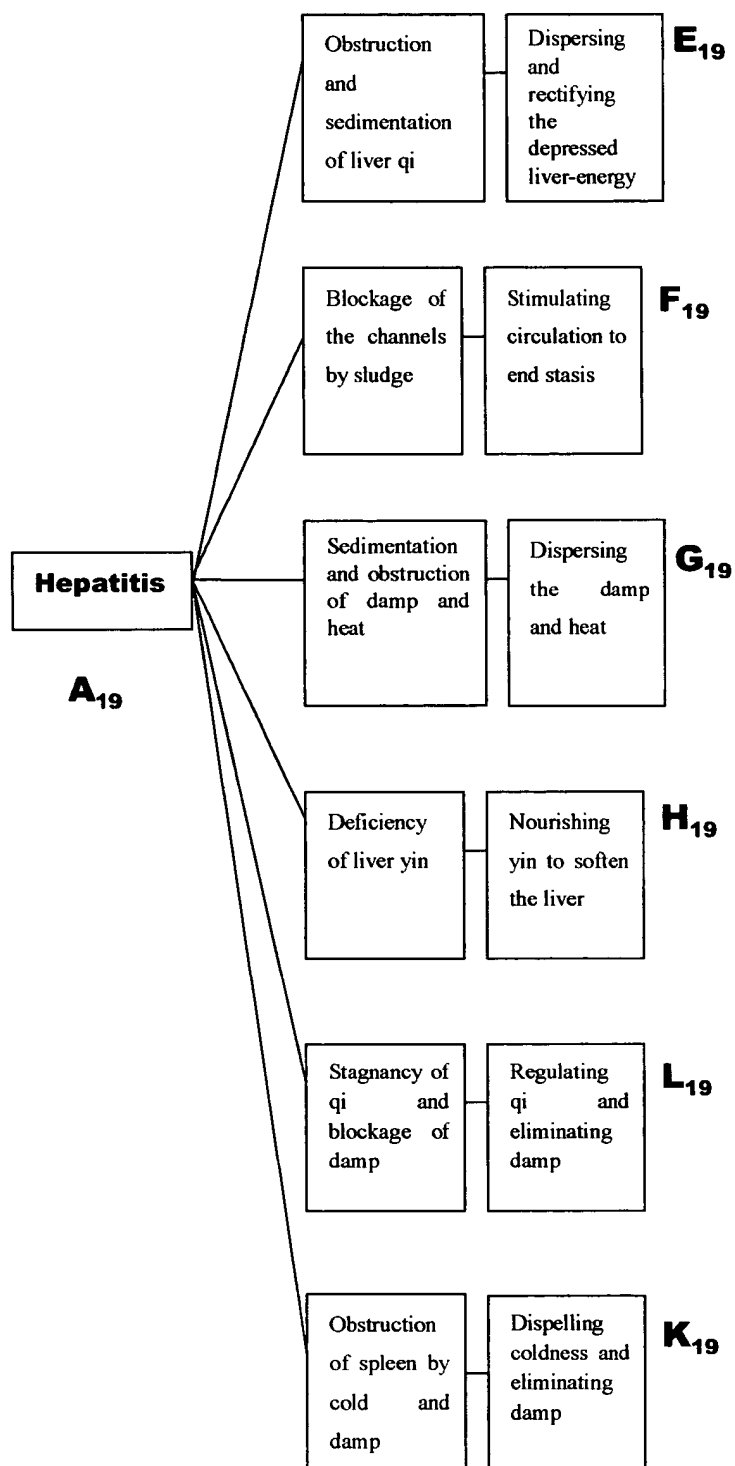 Obstruction
and
sedimentation
of liver qi
Dispersing
and
rectifying
the
depressed
liver-energy
E19
Blockage of
the channels
by sludge
Stimulating
circulation to
end stasis
F19
Hepatitis
A19
Sedimentation
and obstruction
of damp and
heat
Dispersing
the damp
and heat
G19
Deficiency
of liver yin
Nourishing
yin to soften
the liver
H19
Stagnancy of
qi and
blockage of
damp
Regulating
qi and
eliminating
damp
L19
Obstruction
of spleen by
cold and
damp
Dispelling
coldness and
eliminating
damp
K19